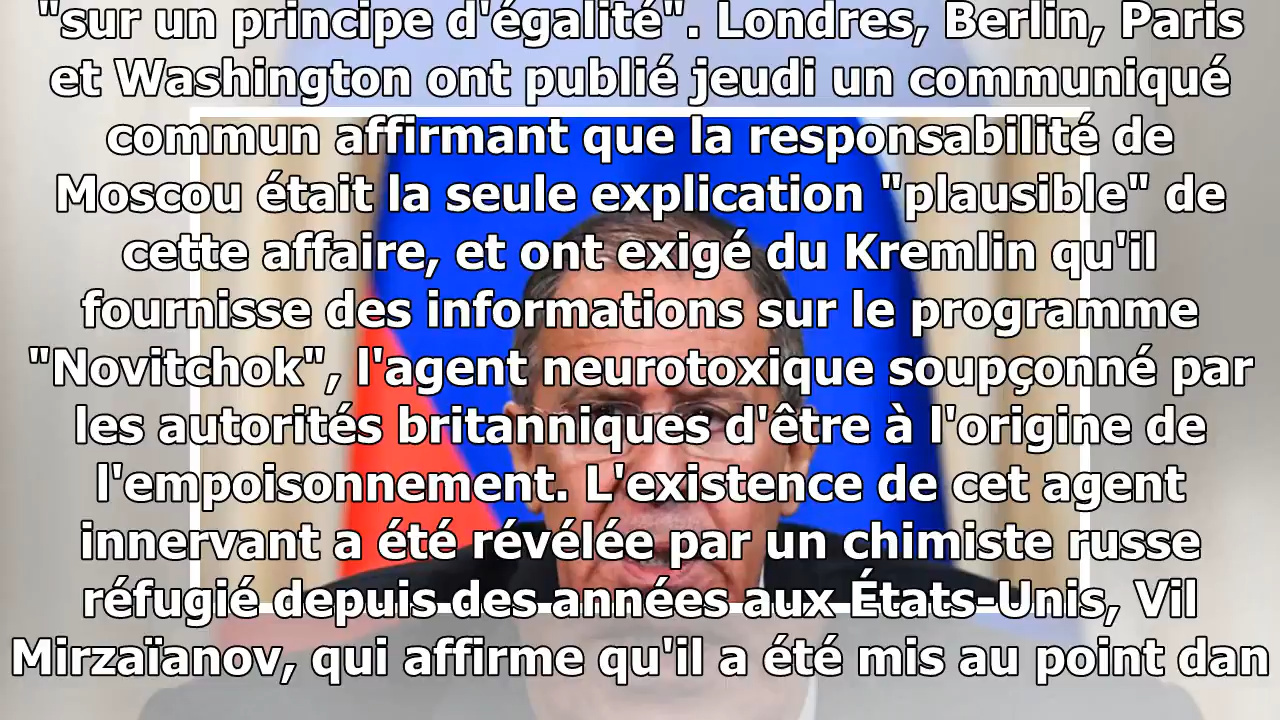 "sur un principe d'égalité". Londres, Berlin, Paris
et Washington ont publié jeudi un communiqué
commun affirmant que la responsabilité de
Moscou était la seule explication "plausible" de
cette affaire, et ont exigé du Kremlin qu'il
fournisse des informations sur le programme
"Novitchok", l'agent neurotoxique soupçonné par
les autorités britanniques d'être à l'origine de
l'empoisonnement. L'existence de cet agent
innervant a été révélée par un chimiste russe
réfugié depuis des années aux États-Unis, Vil
Mirzaïanov, qui affirme qu'il a été mis au point dan